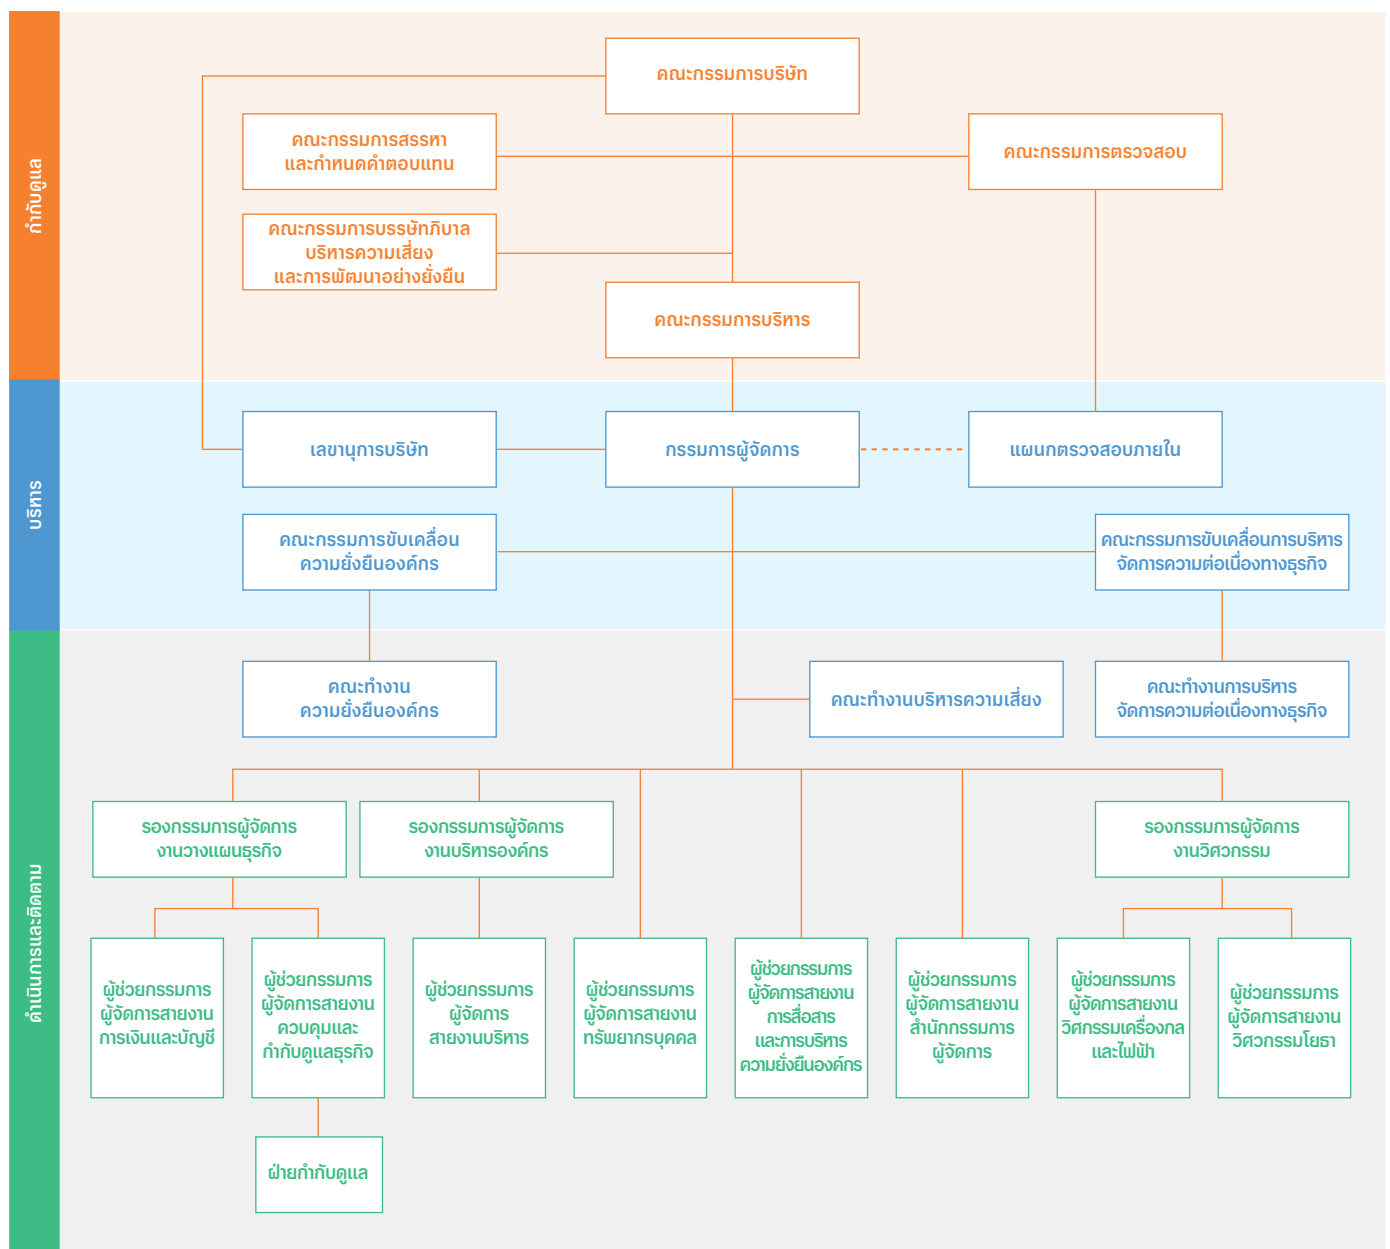 กำกับดูแล
คณะกรรมการบริษัท
คณะกรรมการสรรหา
และกำหนดคำตอบแทน
คณะกรรมการตรวจสอบ
คณะกรรมการบรรษัทภิบาล
บริหารความเสี่ยง
และการพัฒนาอย่างยั่งยืน
คณะกรรมการบริหาร
บริหาร
เลขานุการบริษัท
กรรมการผู้จัดการ
แผนกตรวจสอบภายใน
คณะกรรมการขับเคลื่อน
ความยั่งยืนองค์กร
คณะกรรมการขับเคลื่อนการบริหาร
จัดการความต่อเนื่องทางธุรกิจ
ดำเนินการและติดตาม
คณะทำงาน
ความยั่งยืนองค์กร
คณะทำงานบริหารความเสี่ยง
คณะทำงานการบริหาร
จัดการความต่อเนื่องทางธุรกิจ
รองกรรมการผู้จัดการ
งานวางแผนธุรกิจ
รองกรรมการผู้จัดการ
งานบริหารองค์กร
รองกรรมการผู้จัดการ
งานวิศวกรรม
ผู้ช่วยกรรมการ
ผู้จัดการสายงาน
การเงินและบัญชี
ผู้ช่วยกรรมการ
ผู้จัดการสายงาน
ควบคุมและ
กำกับดูแลธุรกิจ
ผู้ช่วยกรรมการ
ผู้จัดการ
สายงานบริหาร
ผู้ช่วยกรรมการ
ผู้จัดการสายงาน
ทรัพยากรบุคคล
ผู้ช่วยกรรมการ
ผู้จัดการสายงาน
การสื่อสาร
และการบริหาร
ความยั่งยืนองค์กร
ผู้ช่วยกรรมการ
ผู้จัดการสายงาน
สำนักกรรมการ
ผู้จัดการ
ผู้ช่วยกรรมการ
ผู้จัดการสายงาน
วิศกรรมเครื่องกล
และไฟฟ้า
ผู้ช่วยกรรมการ
ผู้จัดการสายงาน
วิศวกรรมโยธา
ฝ่ายกำกับดูแล